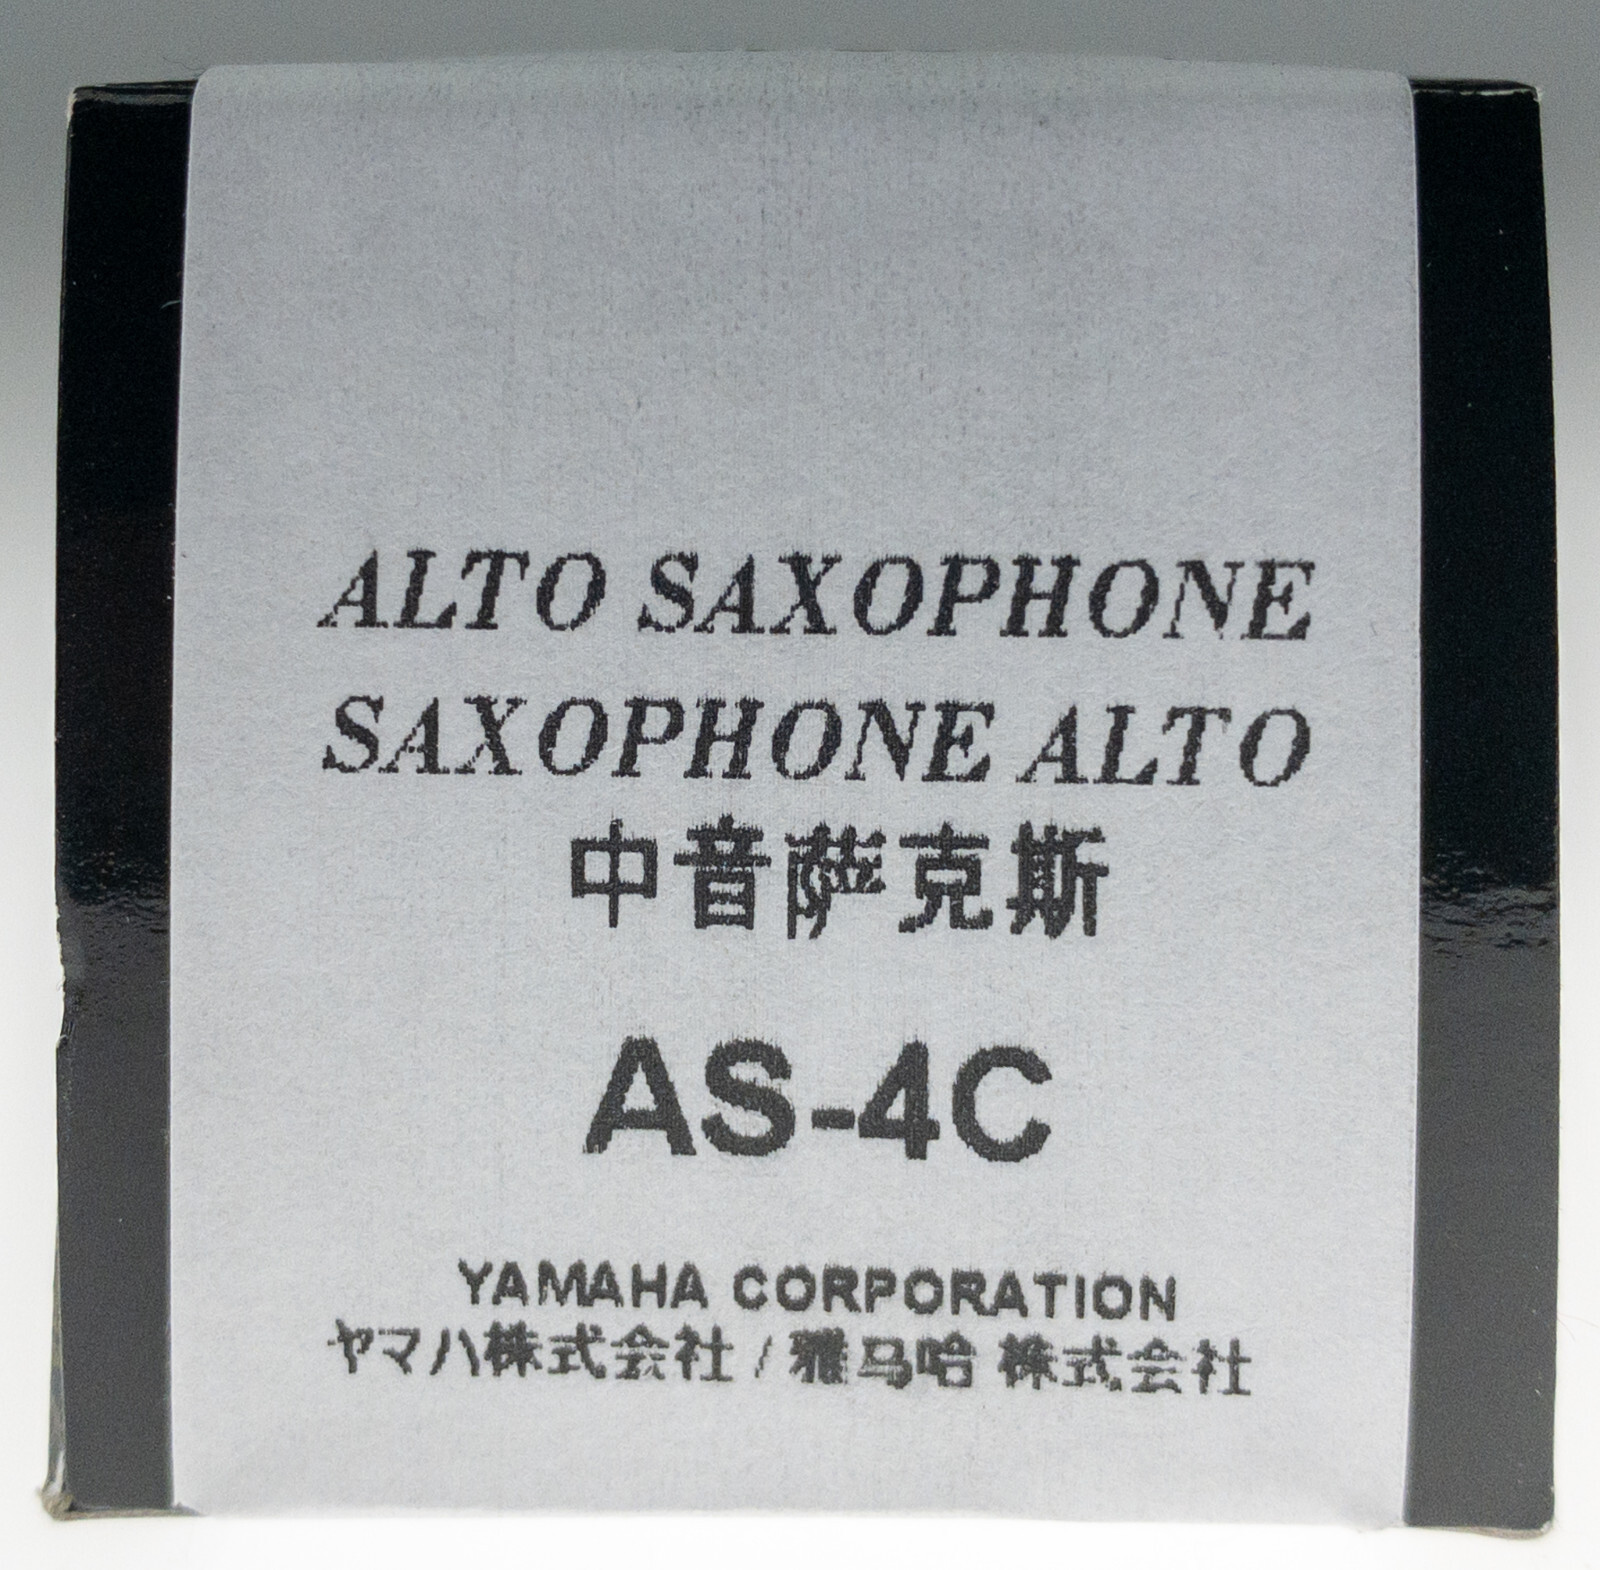 ALTO SAXOPHONE
SAXOPHONE ALTO
中音萨克斯
AS-4C
YAMAHA CORPORATION
ヤマハ株式会社 / 雅马哈 株式会社